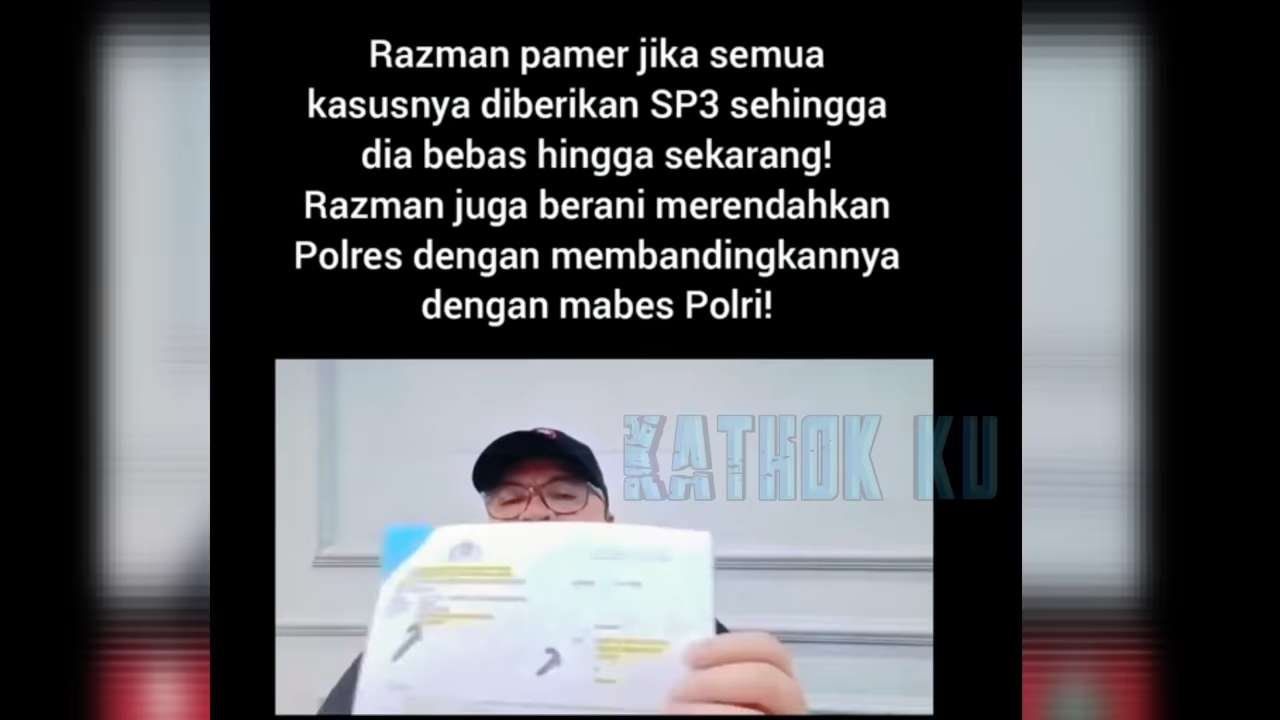 Razman pamer jika semua
kasusnya diberikan SP3 sehingga
dia bebas hingga sekarang!
Razman juga berani merendahkan
Polres dengan membandingkannya
dengan mabes Polri!
KATHOK KU